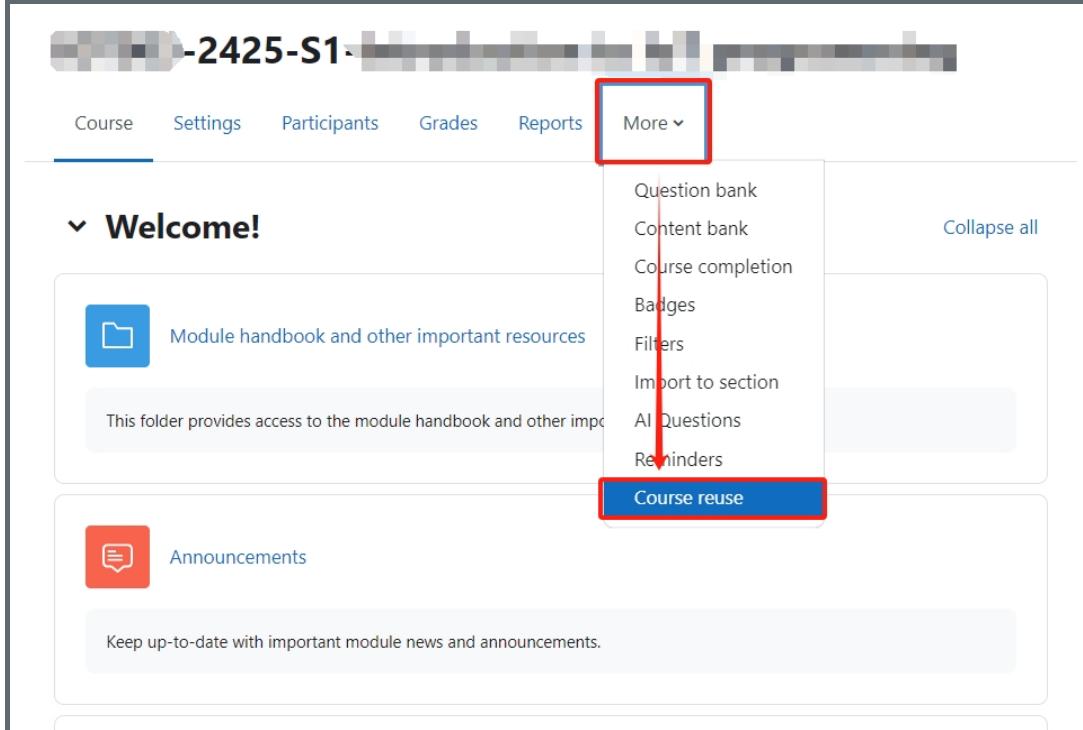 -2425-S1-
Course Settings Participants Grades Reports More
Question bank
Content bank
Course completion
Badges
Filters
Import to section
AI Questions
Reminders
Course reuse
Welcome!
Collapse all
Module handbook and other important resources
This folder provides access to the module handbook and other impo
Announcements
Keep up-to-date with important module news and announcements.